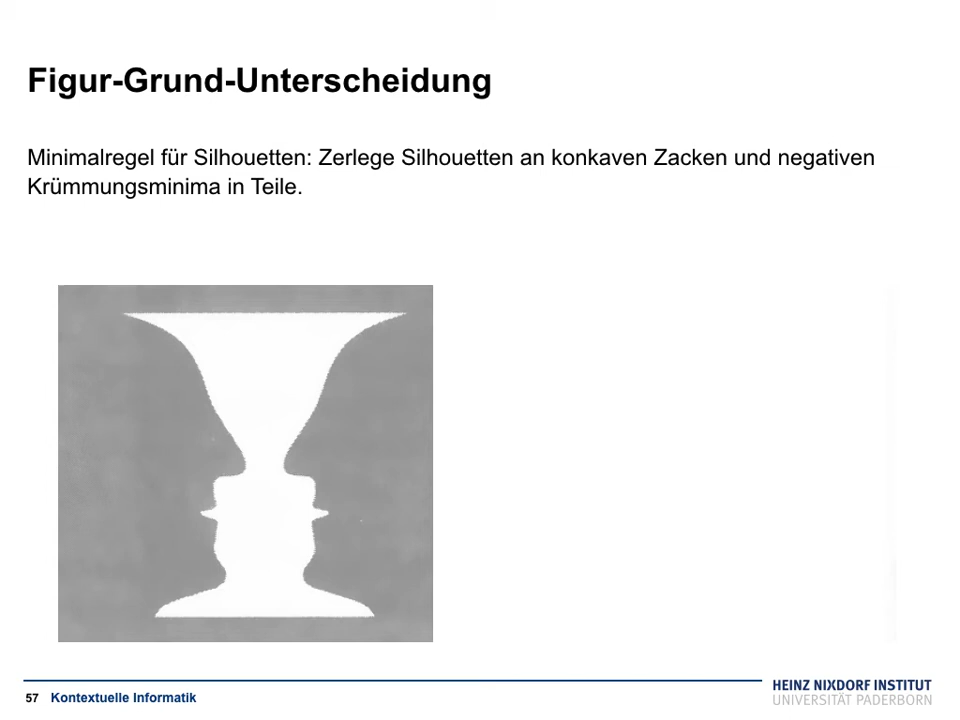 Figur-Grund-Unterscheidung
Minimalregel für Silhouetten: Zerlege Silhouetten an konkaven Zacken und negativen
Krümmungsminima in Teile.
57 Kontextuelle Informatik
HEINZ NIXDORF INSTITUT
UNIVERSITÄT PADERBORN